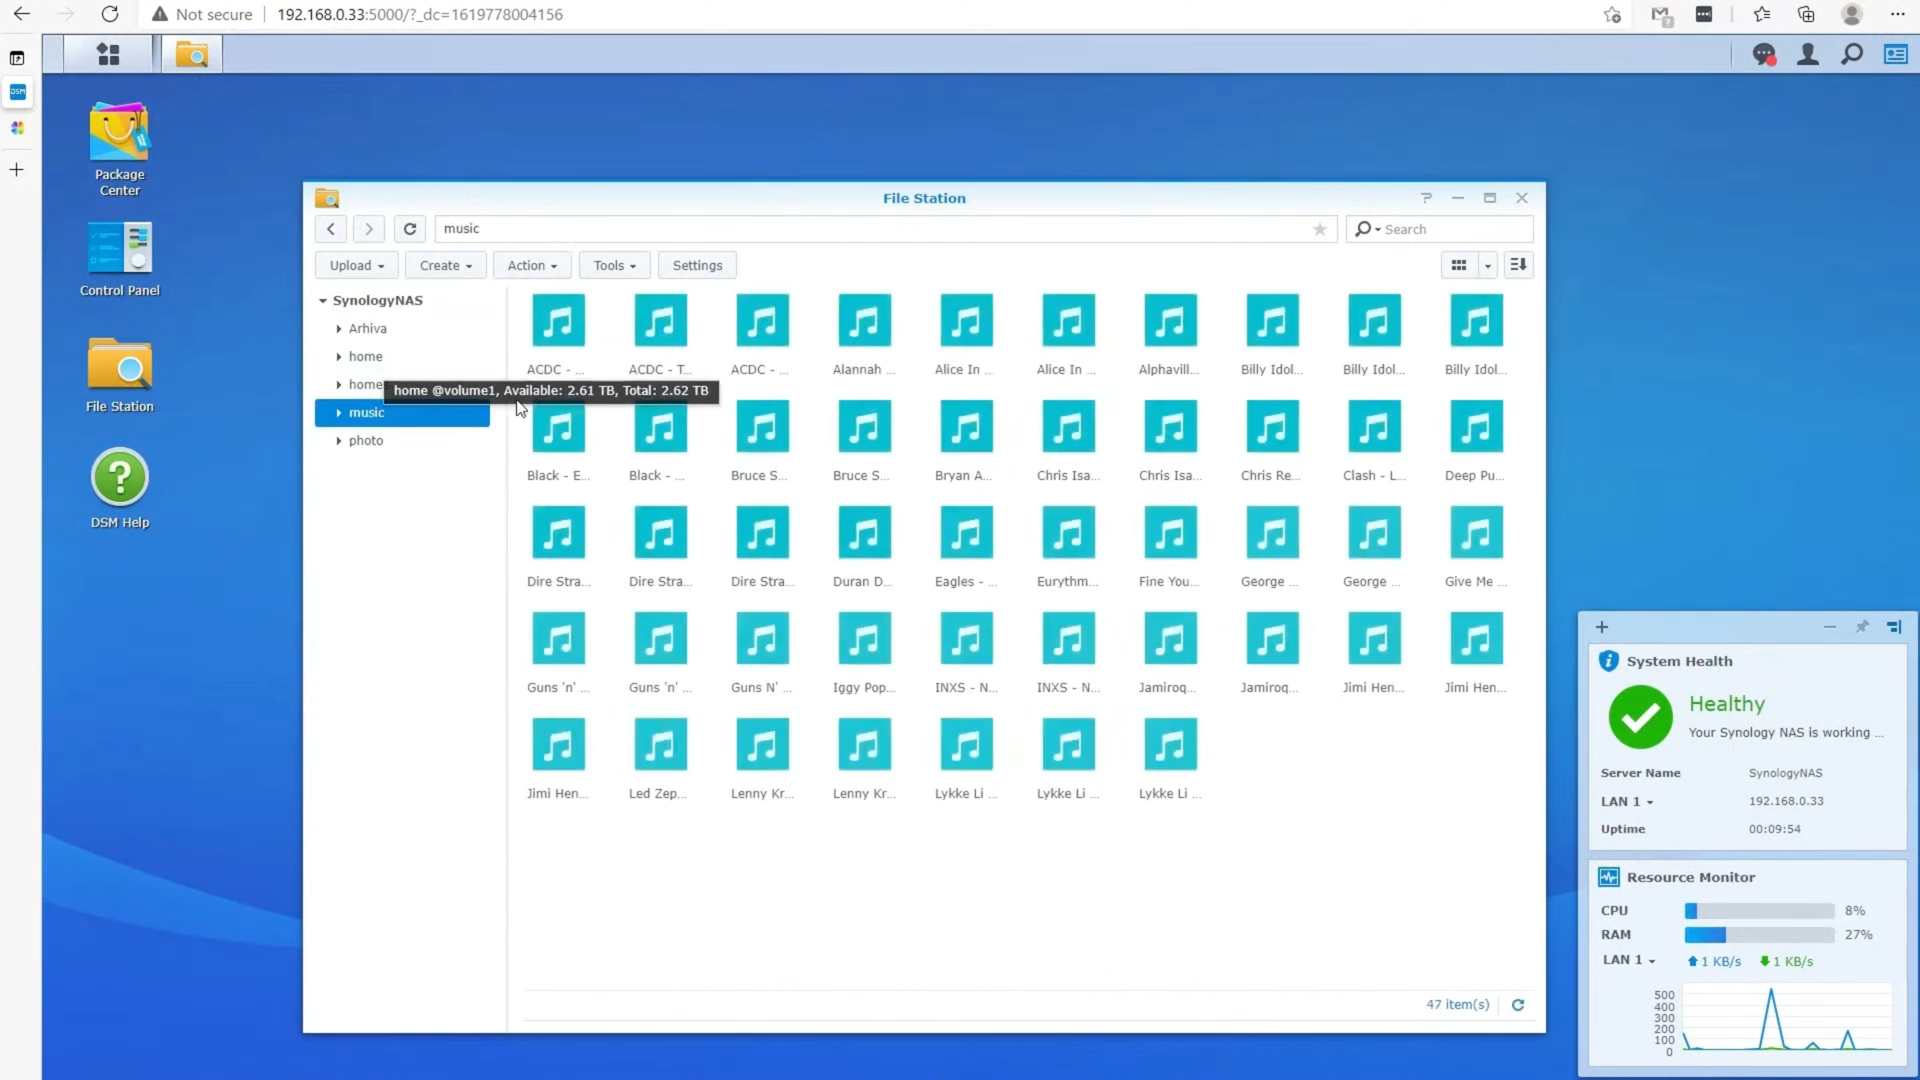 Not secure 192.168.0.33:5000/?_dc=1619778004156
DSM
Package
Center
Control Panel
File Station
DSM Help
File Station
music
Search
Upload Create Action Tools Settings
SynologyNAS
Arhiva
home
home
music
photo
home @volume1, Available: 2.61 TB, Total: 2.62 TB
ACDC - ... ACDC - T... ACDC - ... Alannah ... Alice In ... Alice In ... Alphavill... Billy Idol... Billy Idol... Billy Idol...
Black - E... Black - ... Bruce S... Bruce S... Bryan A... Chris Isa... Chris Isa... Chris Re... Clash - L... Deep Pu...
Dire Stra... Dire Stra... Dire Stra... Duran D... Eagles - ... Eurythm... Fine You... George ... George ... Give Me ...
Guns 'n' ... Guns 'n' ... Guns N' ... Iggy Pop... INXS - N... INXS - N... Jamiroq... Jamiroq... Jimi Hen... Jimi Hen...
Jimi Hen... Led Zep... Lenny Kr... Lenny Kr... Lykke Li ... Lykke Li ... Lykke Li ...
47 item(s)
System Health
Healthy
Your Synology NAS is working ...
Server Name SynologyNAS
LAN 1 192.168.0.33
Uptime 00:09:54
Resource Monitor
CPU 8%
RAM 27%
LAN 1 1 KB/s 1 KB/s
500
400
300
200
100
0